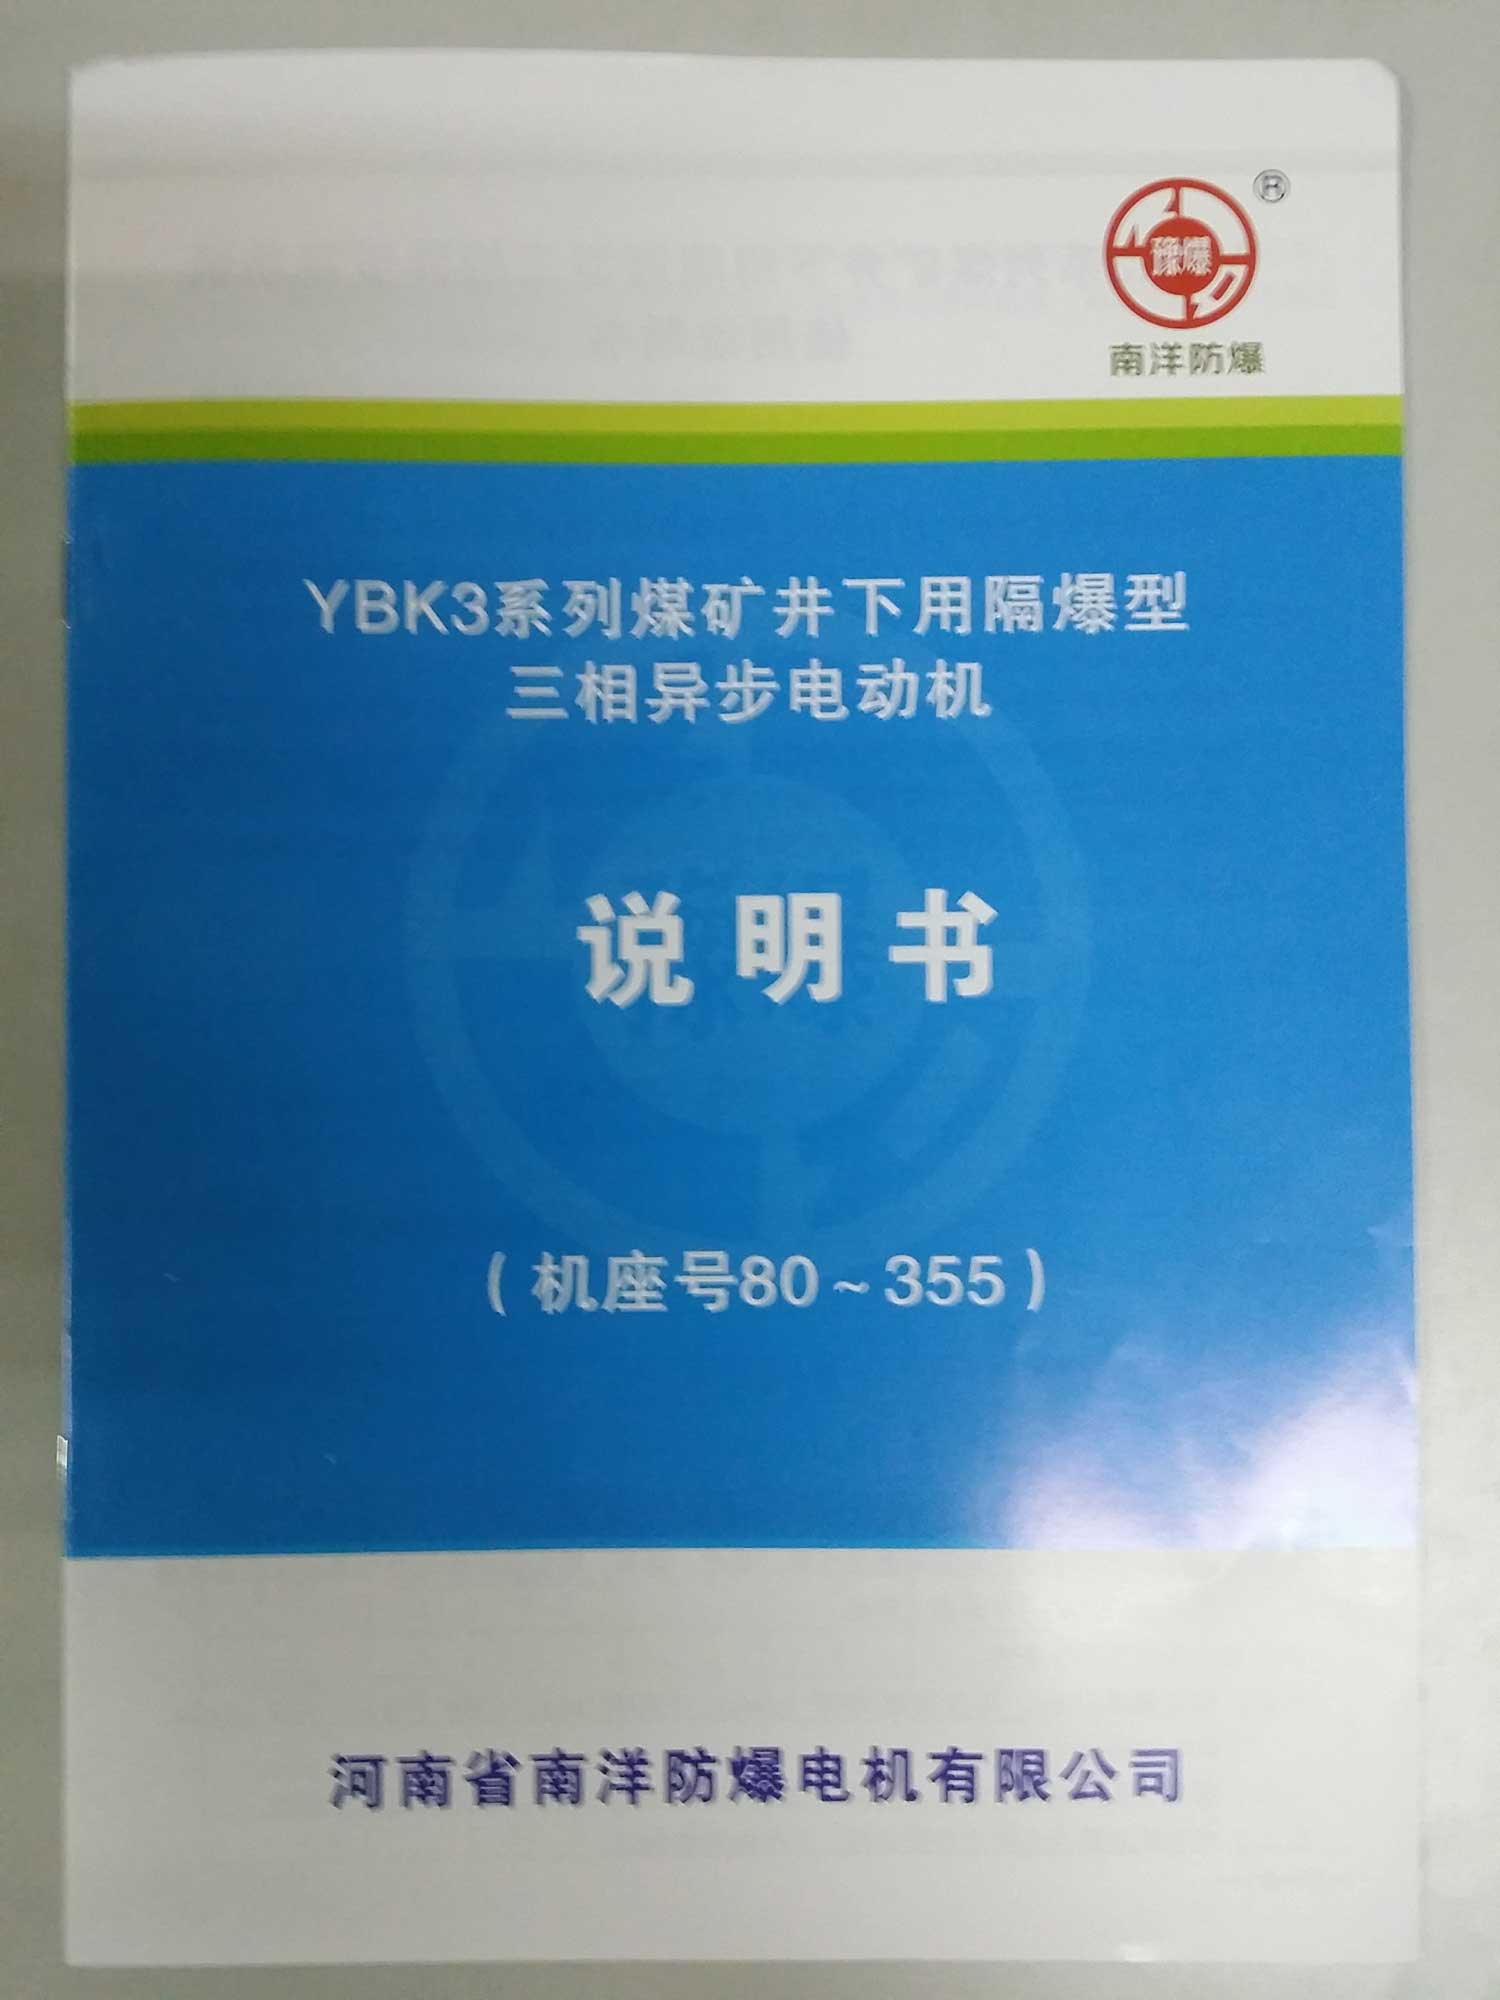 ®
豫爆
南洋防爆
YBK3系列煤矿井下用隔爆型
三相异步电动机
说明书
（机座号80～355）
河南省南洋防爆电机有限公司